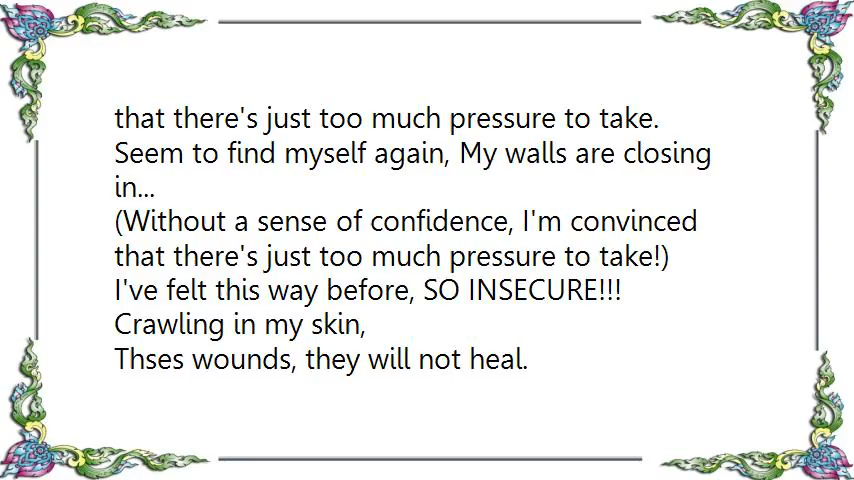 that there's just too much pressure to take.
Seem to find myself again, My walls are closing
in...
(Without a sense of confidence, I'm convinced
that there's just too much pressure to take!)
I've felt this way before, SO INSECURE!!!
Crawling in my skin,
Thses wounds, they will not heal.